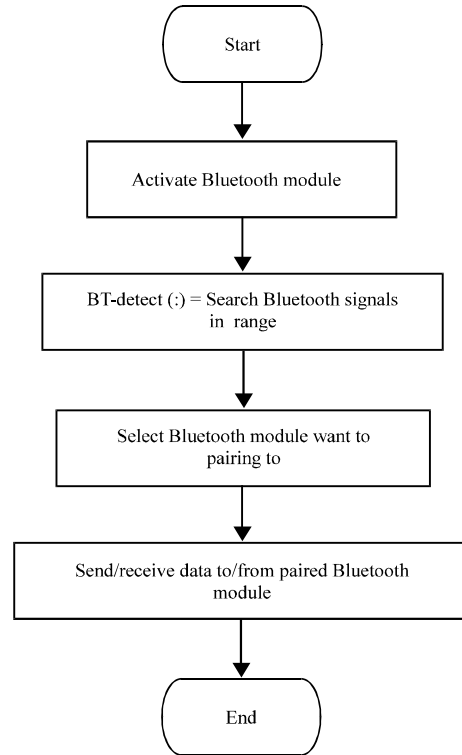 Start
Activate Bluetooth module
BT-detect (:) = Search Bluetooth signals
in range
Select Bluetooth module want to
pairing to
Send/receive data to/from paired Bluetooth
module
End